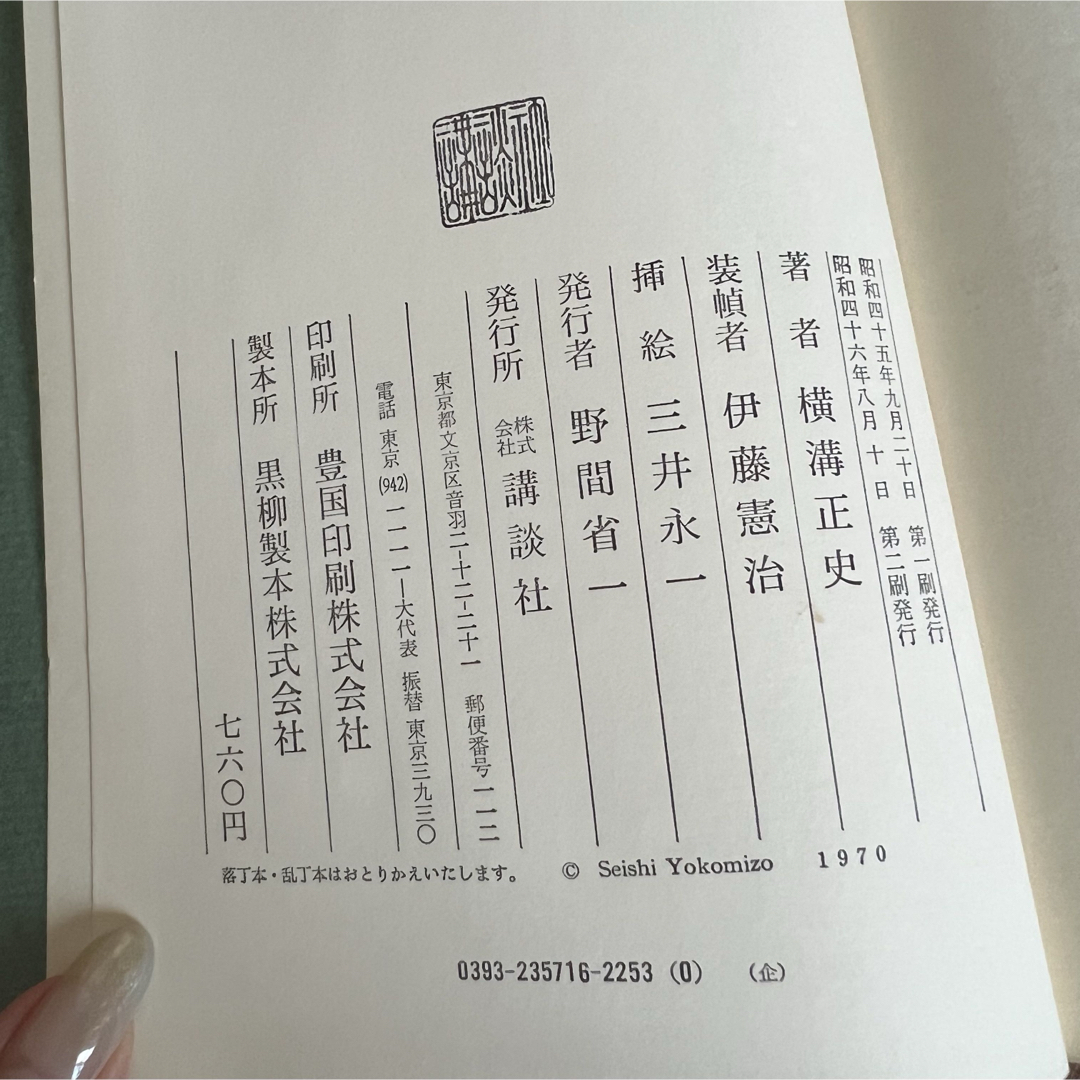 講談社
昭和四十五年九月二十日　第一刷発行
昭和四十六年八月　十　日　第二刷発行
著　者　横溝正史
装幀者　伊藤憲治
挿　絵　三井永一
発行者　野間省一
発行所　株式会社　講談社
東京都文京区音羽二－十二－二十一　郵便番号一一二
電話　東京(942)一一一一－大代表　振替　東京三九三〇
印刷所　豊国印刷株式会社
製本所　黒柳製本株式会社
七六〇円
落丁本・乱丁本はおとりかえいたします。　© Seishi Yokomizo　1970
0393-235716-2253 (0)　(企)